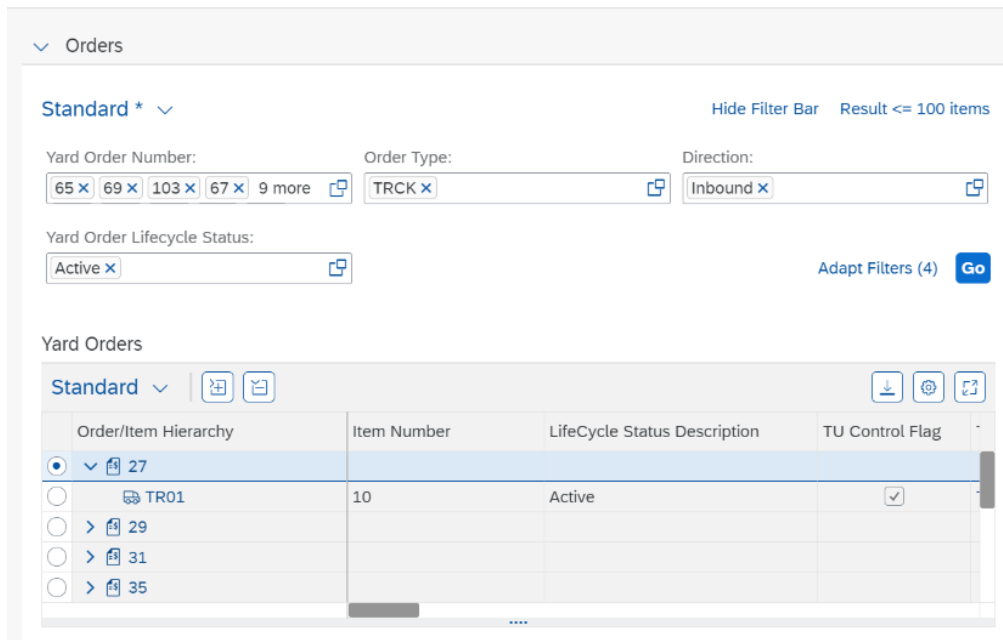 Orders
Standard *
Hide Filter Bar Result <= 100 items
Yard Order Number: Order Type: Direction:
65 69 103 67 9 more TRCK Inbound
Yard Order Lifecycle Status:
Active
Adapt Filters (4) Go
Yard Orders
Standard
Order/Item Hierarchy Item Number LifeCycle Status Description TU Control Flag
27
TR01 10 Active
29
31
35